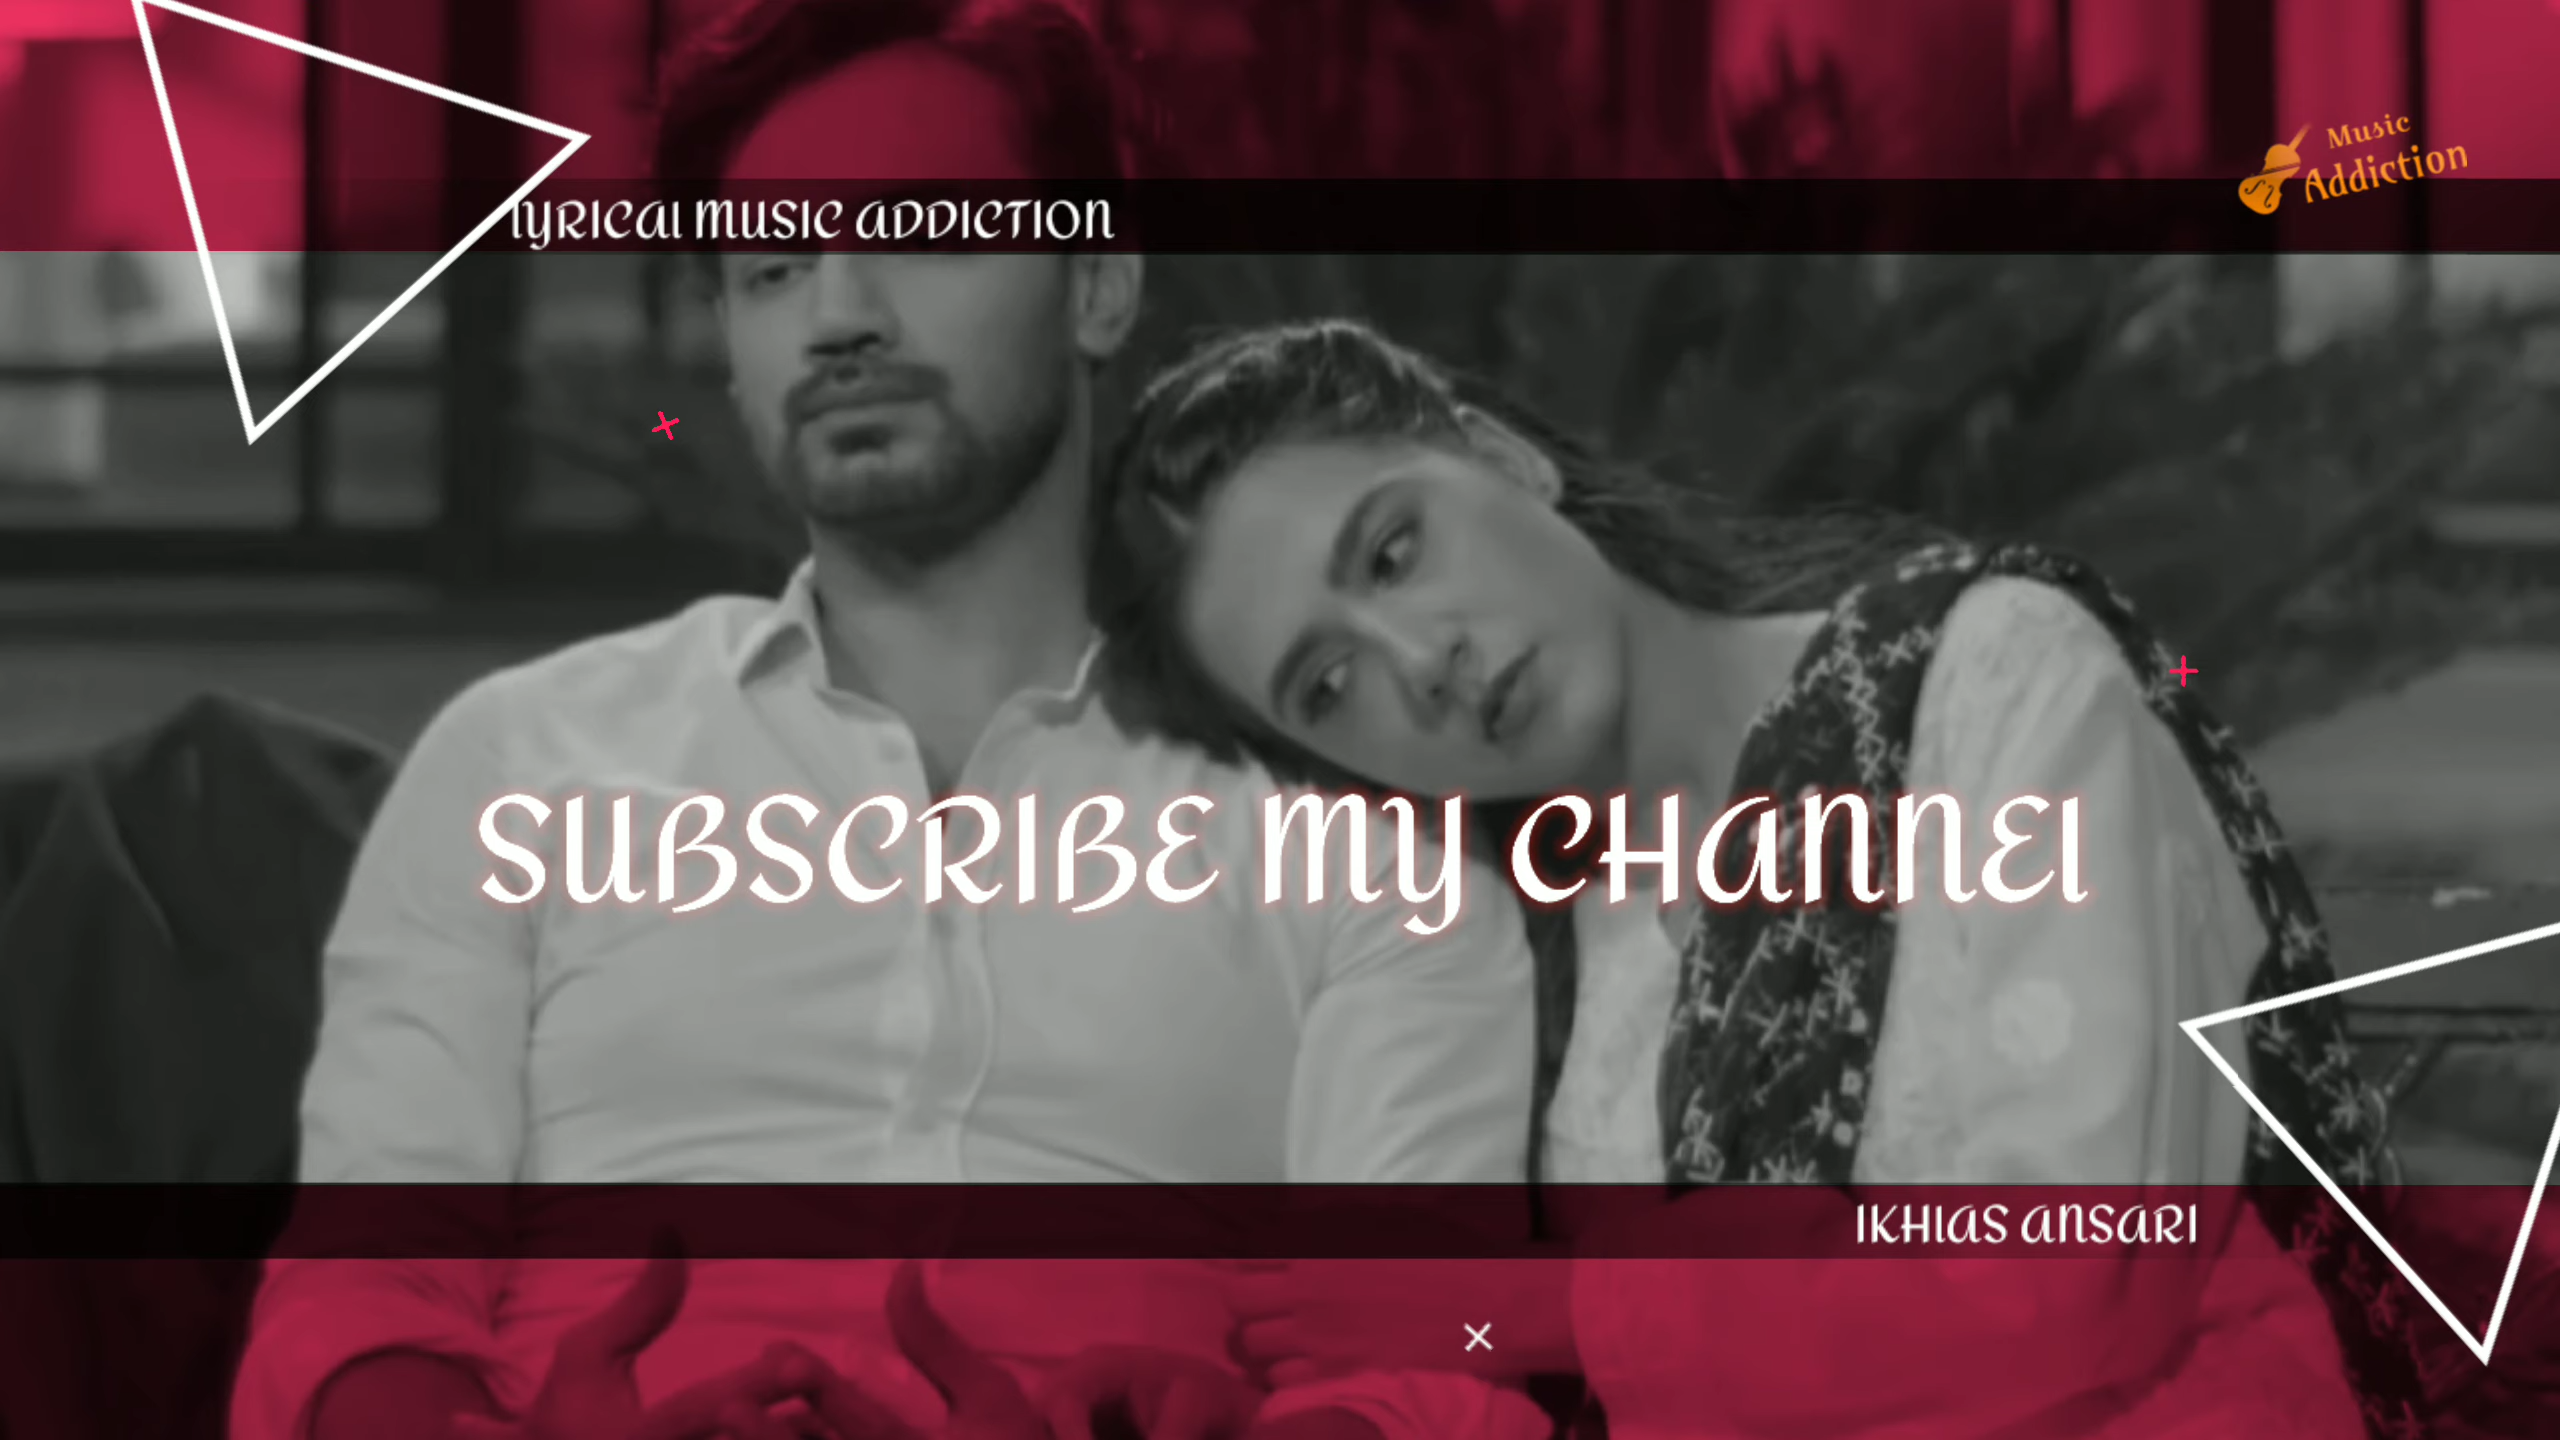 Music
Addiction
LYRICAL MUSIC ADDICTION
SUBSCRIBE MY CHANNEL
IKHLAS ANSARI